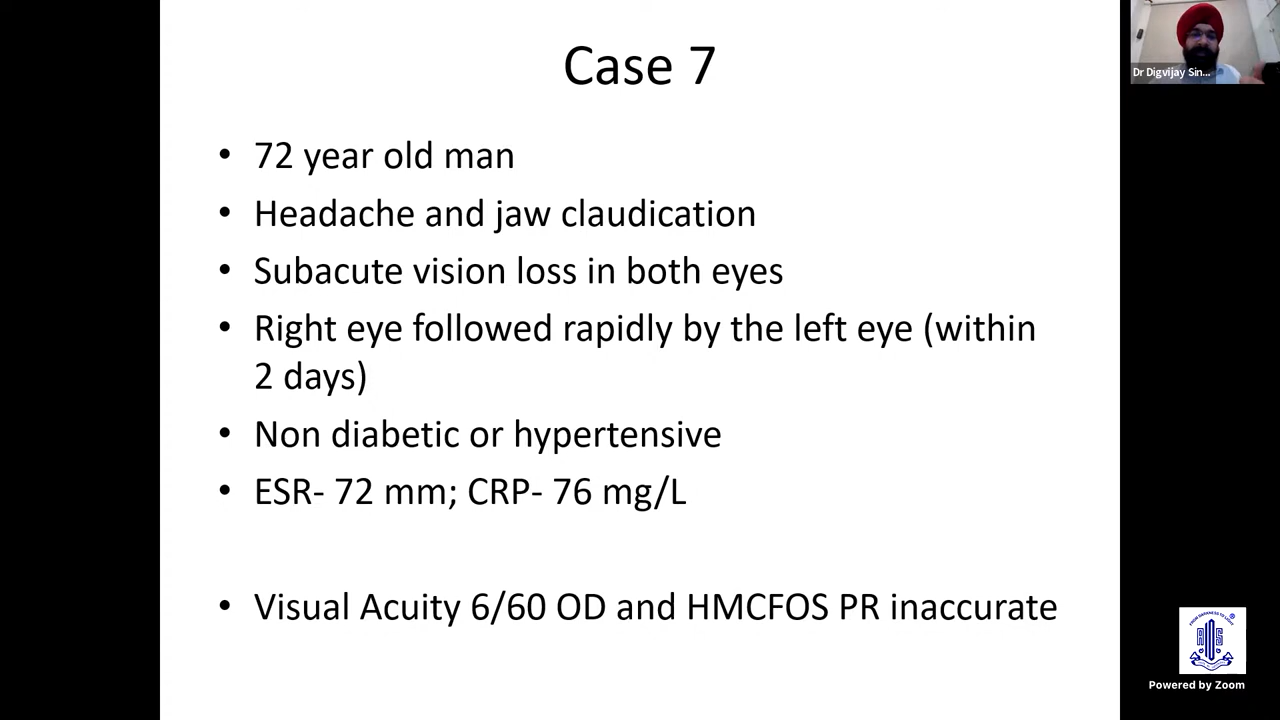 Case 7
• 72 year old man
• Headache and jaw claudication
• Subacute vision loss in both eyes
• Right eye followed rapidly by the left eye (within
2 days)
• Non diabetic or hypertensive
• ESR- 72 mm; CRP- 76 mg/L
• Visual Acuity 6/60 OD and HMCFOS PR inaccurate
Dr Digvijay Sin...
Powered by Zoom